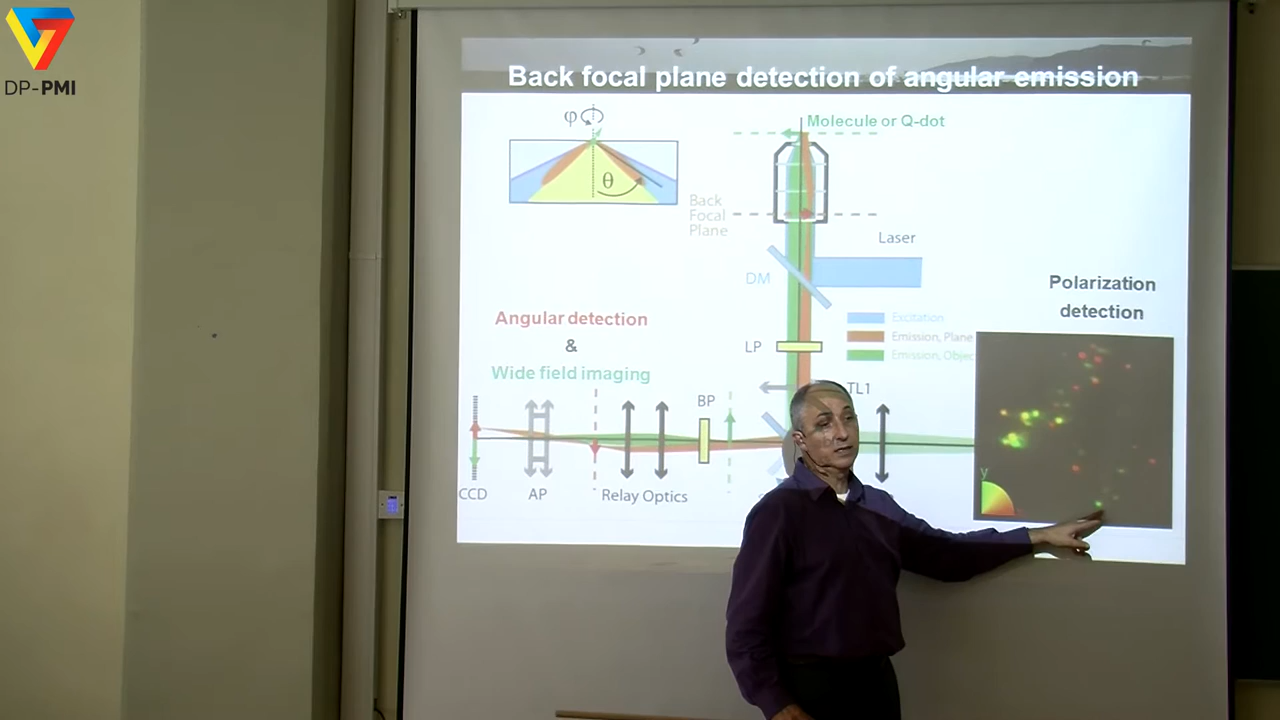 DP-PMI
Back focal plane detection of angular emission
φ
θ
Molecule or Q-dot
Back
Focal
Plane
Laser
DM
Polarization
detection
Angular detection
&
Wide field imaging
Excitation
Emission, Plane
Emission, Objec
LP
TL1
BP
CCD
AP
Relay Optics
y